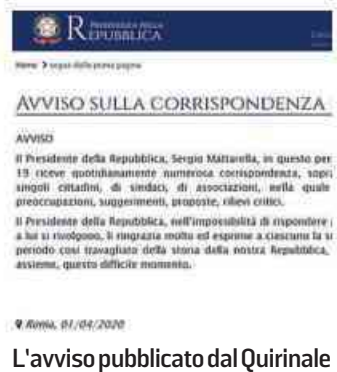 PRESIDENZA DELLA
REPUBBLICA
Home > segue dalla prima pagina
AVVISO SULLA CORRISPONDENZA
AVVISO
Il Presidente della Repubblica, Sergio Mattarella, in questo per
19 riceve quotidianamente numerosa corrispondenza, sopra
singoli cittadini, di sindaci, di associazioni, nella quale
preoccupazioni, suggerimenti, proposte, rilievi critici.
Il Presidente della Repubblica, nell'impossibilità di rispondere
a lui si rivolgono, li ringrazia molto ed esprime a ciascuno la s
periodo così travagliato della storia della nostra Repubblica,
assieme, questo difficile momento.
Roma, 01/04/2020
L'avviso pubblicato dal Quirinale